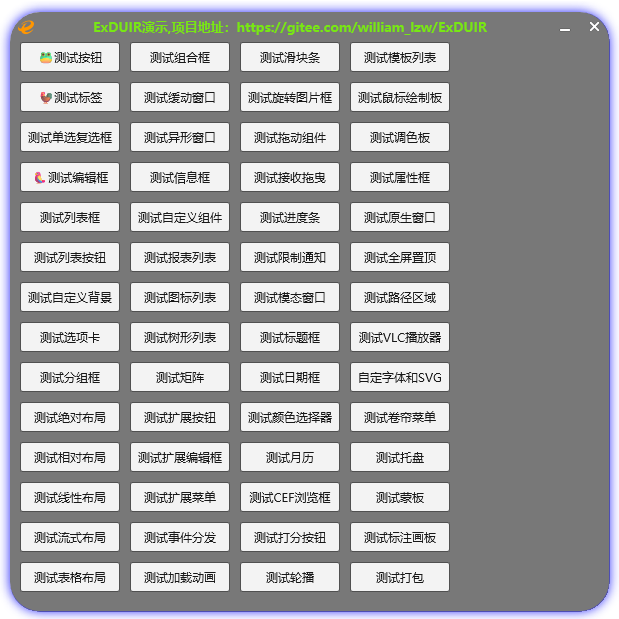 ExDUIR演示,项目地址：https://gitee.com/william_lzw/ExDUIR
测试按钮 测试组合框 测试滑块条 测试模板列表
测试标签 测试缓动窗口 测试旋转图片框 测试鼠标绘制板
测试单选复选框 测试异形窗口 测试拖动组件 测试调色板
测试编辑框 测试信息框 测试接收拖曳 测试属性框
测试列表框 测试自定义组件 测试进度条 测试原生窗口
测试列表按钮 测试报表列表 测试限制通知 测试全屏置顶
测试自定义背景 测试图标列表 测试模态窗口 测试路径区域
测试选项卡 测试树形列表 测试标题框 测试VLC播放器
测试分组框 测试矩阵 测试日期框 自定字体和SVG
测试绝对布局 测试扩展按钮 测试颜色选择器 测试卷帘菜单
测试相对布局 测试扩展编辑框 测试月历 测试托盘
测试线性布局 测试扩展菜单 测试CEF浏览框 测试蒙板
测试流式布局 测试事件分发 测试打分按钮 测试标注画板
测试表格布局 测试加载动画 测试轮播 测试打包